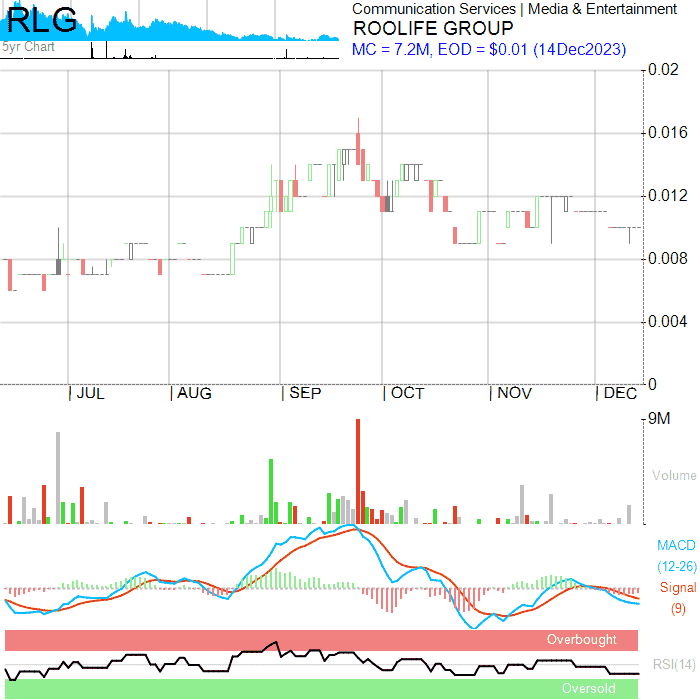 RLG
5yr Chart
Communication Services | Media & Entertainment
ROOLIFE GROUP
MC = 7.2M, EOD = $0.01 (14Dec2023)
0.02
0.016
0.012
0.008
0.004
0
| JUL | AUG | SEP | OCT | NOV | DEC
9M
Volume
MACD
(12-26)
Signal
(9)
Overbought
RSI(14)
Oversold